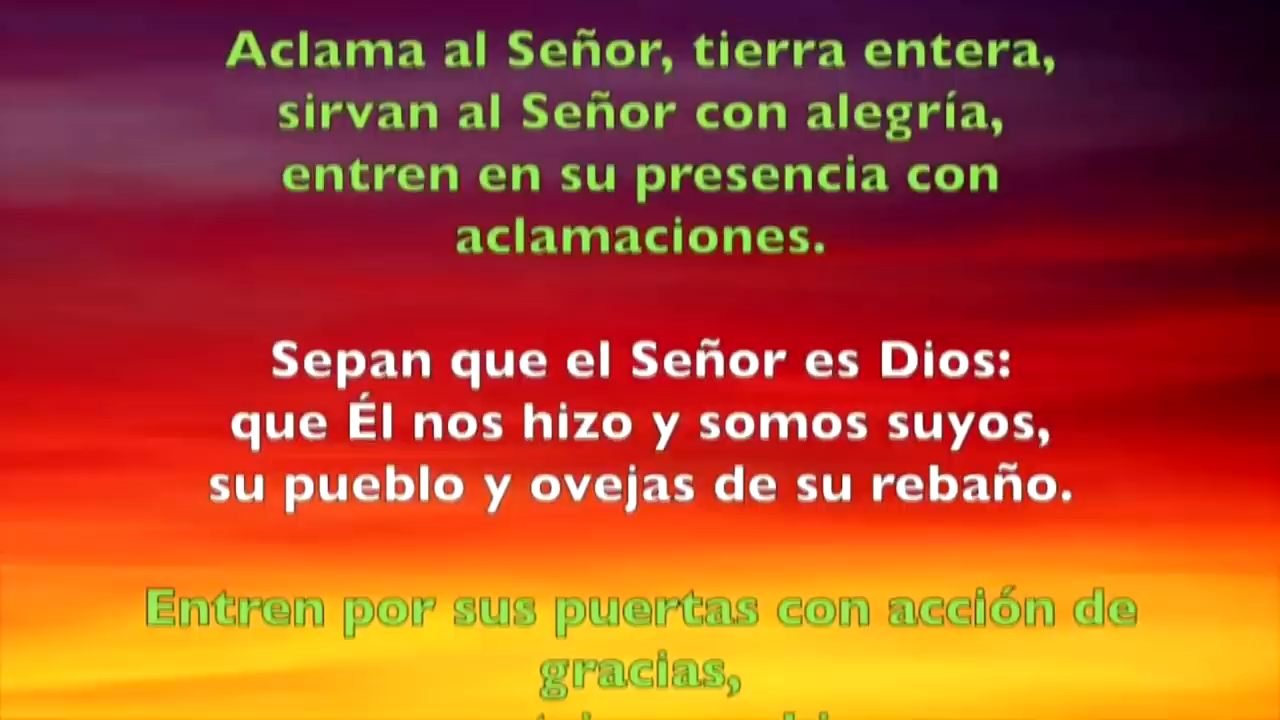 Aclama al Señor, tierra entera,
sirvan al Señor con alegría,
entren en su presencia con
aclamaciones.
Sepan que el Señor es Dios:
que Él nos hizo y somos suyos,
su pueblo y ovejas de su rebaño.
Entren por sus puertas con acción de
gracias,